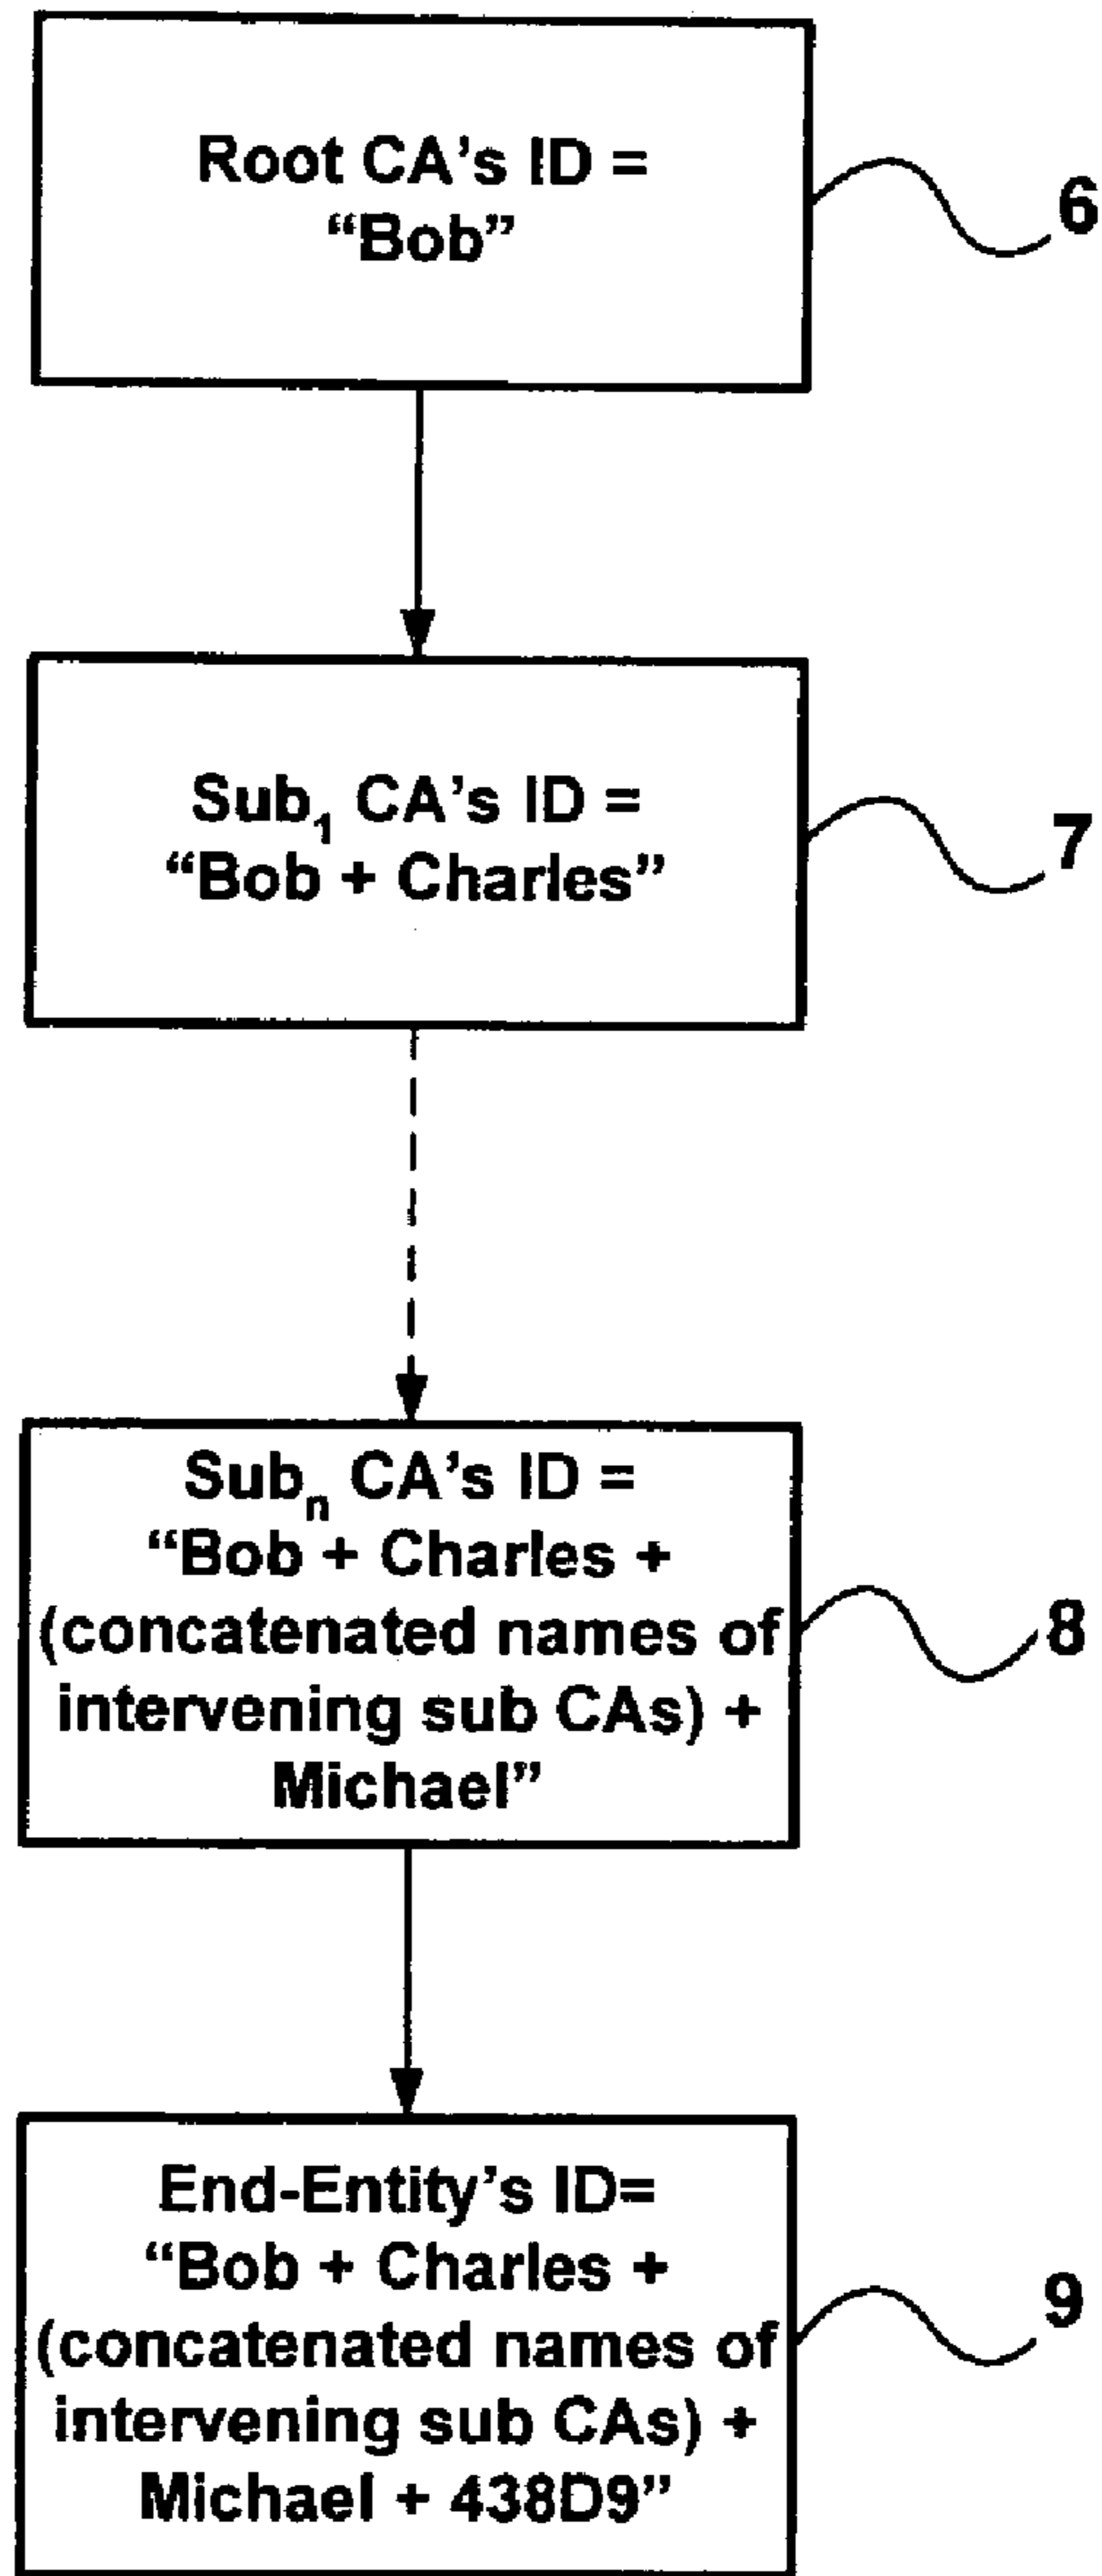 Root CA's ID =
“Bob”
6
Sub₁ CA's ID =
“Bob + Charles”
7
Subₙ CA's ID =
“Bob + Charles +
(concatenated names of
intervening sub CAs) +
Michael”
8
End-Entity's ID=
“Bob + Charles +
(concatenated names of
intervening sub CAs) +
Michael + 438D9”
9